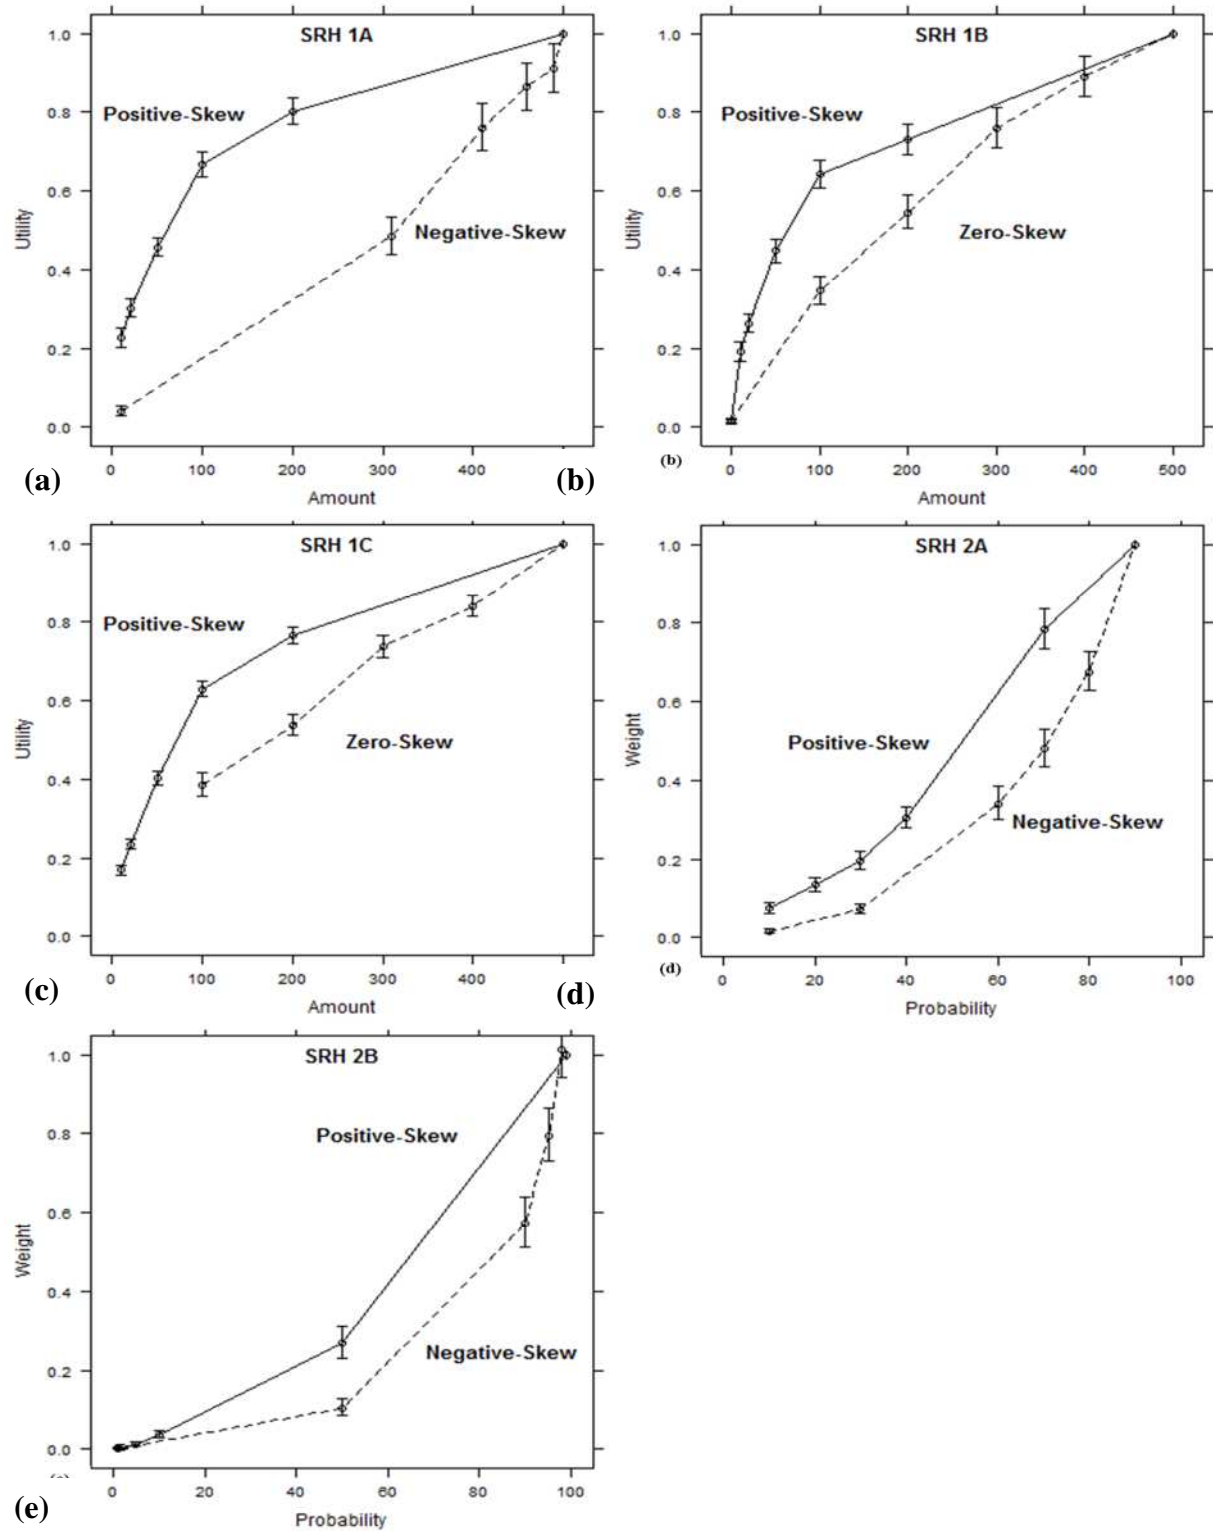 SRH 1A
Positive-Skew
Negative-Skew
Utility
1.0
0.8
0.6
0.4
0.2
0.0
0 100 200 300 400
Amount
(a)
SRH 1B
Positive-Skew
Zero-Skew
Utility
1.0
0.8
0.6
0.4
0.2
0.0
0 100 200 300 400 500
Amount
(b)
(b)
SRH 1C
Positive-Skew
Zero-Skew
Utility
1.0
0.8
0.6
0.4
0.2
0.0
0 100 200 300 400
Amount
(c)
SRH 2A
Positive-Skew
Negative-Skew
Weight
1.0
0.8
0.6
0.4
0.2
0.0
0 20 40 60 80 100
Probability
(d)
(d)
SRH 2B
Positive-Skew
Negative-Skew
Weight
1.0
0.8
0.6
0.4
0.2
0.0
0 20 40 60 80 100
Probability
(e)